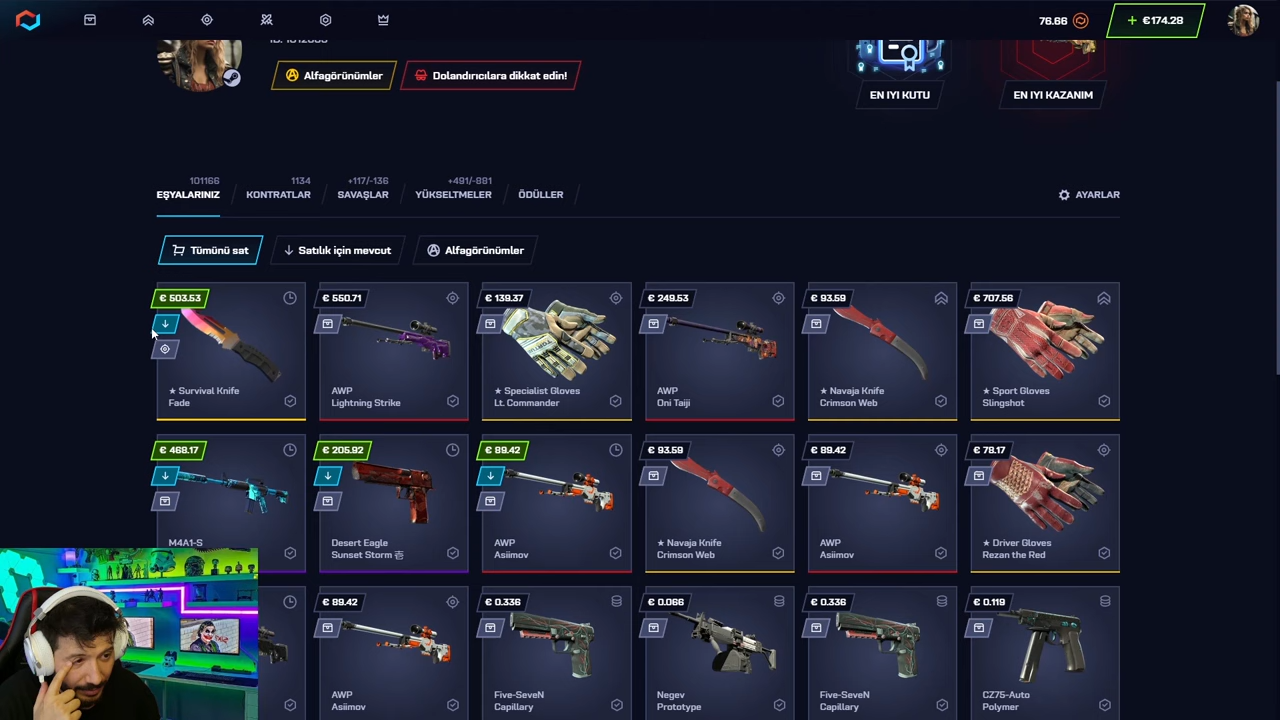 76.66
+ €174.28
Alfagörünümler
Dolandırıcılara dikkat edin!
EN IYI KUTU
EN IYI KAZANIM
101166
EŞYALARINIZ
1134
KONTRATLAR
+117/-136
SAVAŞLAR
+491/-881
YÜKSELTMELER
ÖDÜLLER
AYARLAR
Tümünü sat
Satılık için mevcut
Alfagörünümler
€ 503.53
★ Survival Knife
Fade
€ 550.71
AWP
Lightning Strike
€ 139.37
★ Specialist Gloves
Lt. Commander
€ 249.53
AWP
Oni Taiji
€ 93.59
★ Navaja Knife
Crimson Web
€ 707.56
★ Sport Gloves
Slingshot
€ 468.17
M4A1-S
€ 205.92
Desert Eagle
Sunset Storm 壱
€ 89.42
AWP
Asiimov
€ 93.59
★ Navaja Knife
Crimson Web
€ 89.42
AWP
Asiimov
€ 78.17
★ Driver Gloves
Rezan the Red
€ 89.42
AWP
Asiimov
€ 0.336
Five-SeveN
Capillary
€ 0.066
Negev
Prototype
€ 0.336
Five-SeveN
Capillary
€ 0.119
CZ75-Auto
Polymer